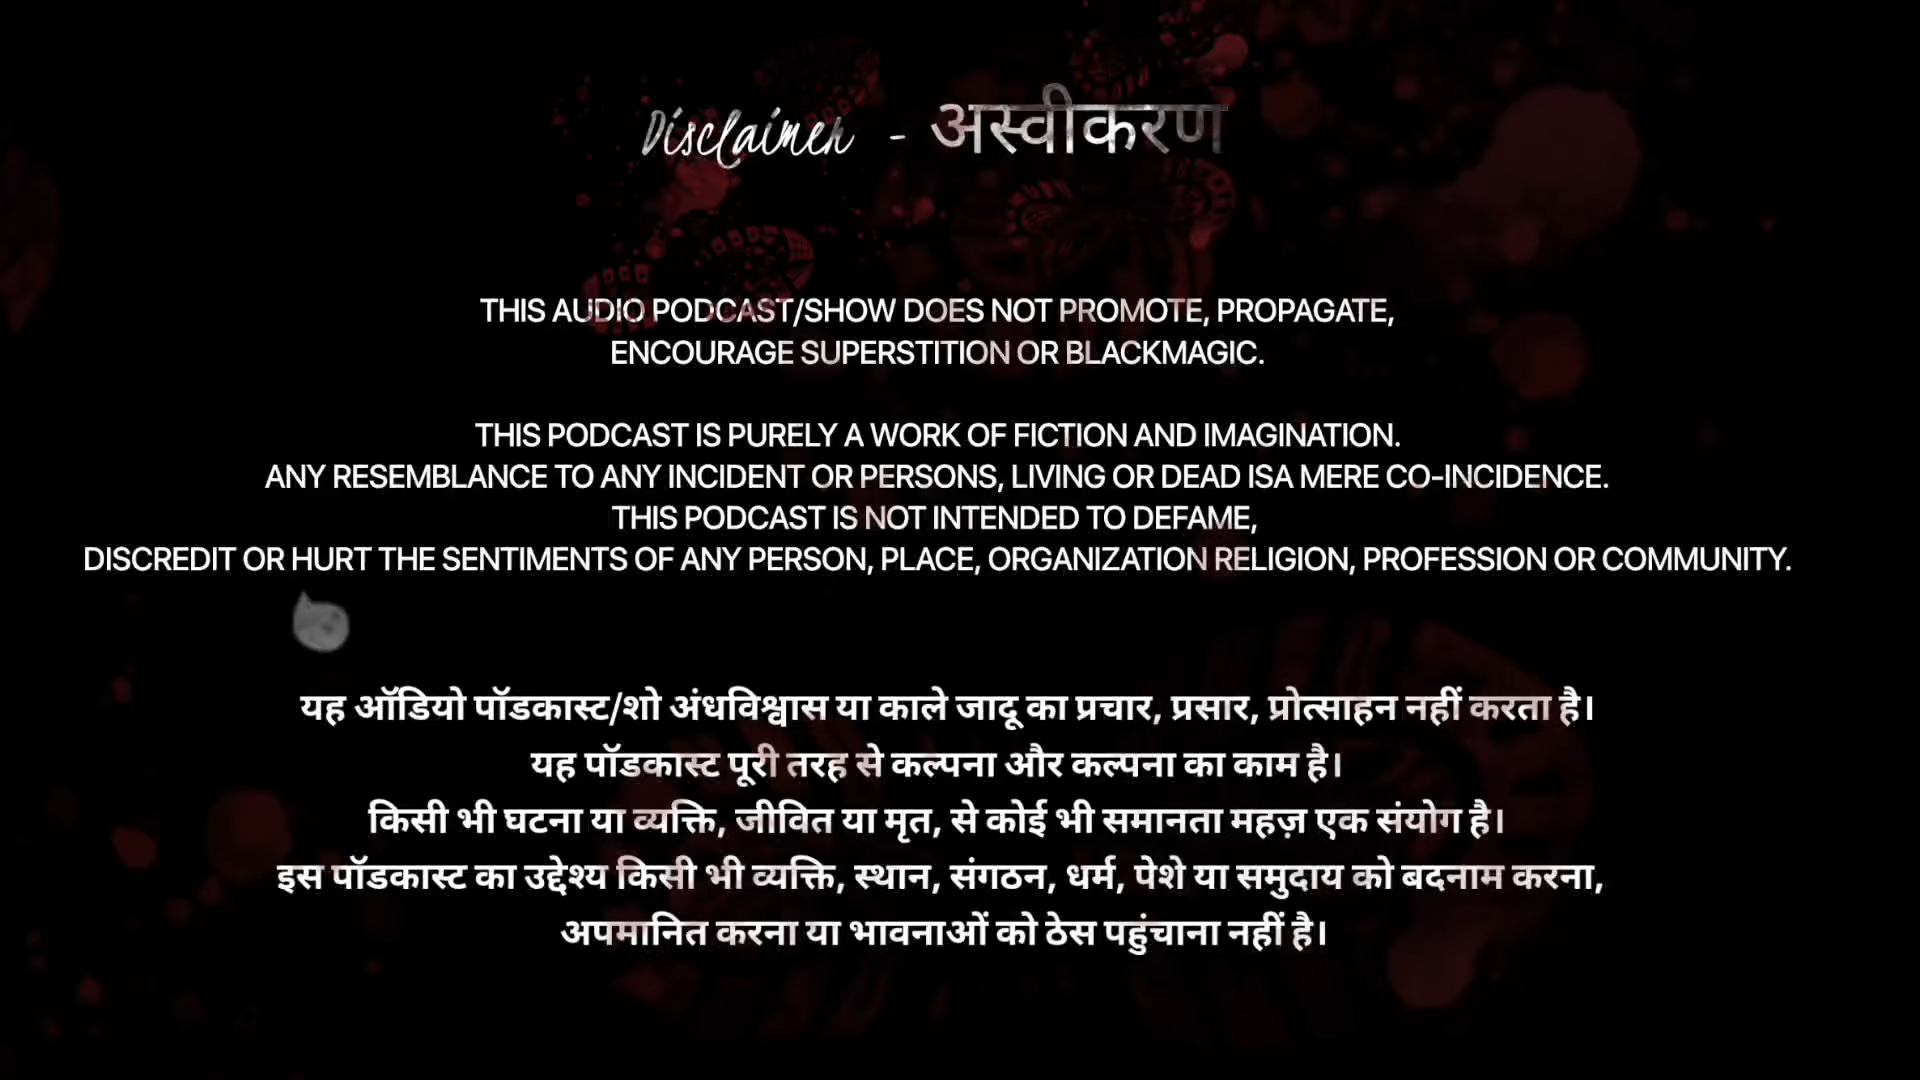 Disclaimer - अस्वीकरण
THIS AUDIO PODCAST/SHOW DOES NOT PROMOTE, PROPAGATE,
ENCOURAGE SUPERSTITION OR BLACKMAGIC.
THIS PODCAST IS PURELY A WORK OF FICTION AND IMAGINATION.
ANY RESEMBLANCE TO ANY INCIDENT OR PERSONS, LIVING OR DEAD ISA MERE CO-INCIDENCE.
THIS PODCAST IS NOT INTENDED TO DEFAME,
DISCREDIT OR HURT THE SENTIMENTS OF ANY PERSON, PLACE, ORGANIZATION RELIGION, PROFESSION OR COMMUNITY.
यह ऑडियो पॉडकास्ट/शो अंधविश्वास या काले जादू का प्रचार, प्रसार, प्रोत्साहन नहीं करता है।
यह पॉडकास्ट पूरी तरह से कल्पना और कल्पना का काम है।
किसी भी घटना या व्यक्ति, जीवित या मृत, से कोई भी समानता महज़ एक संयोग है।
इस पॉडकास्ट का उद्देश्य किसी भी व्यक्ति, स्थान, संगठन, धर्म, पेशे या समुदाय को बदनाम करना,
अपमानित करना या भावनाओं को ठेस पहुंचाना नहीं है।